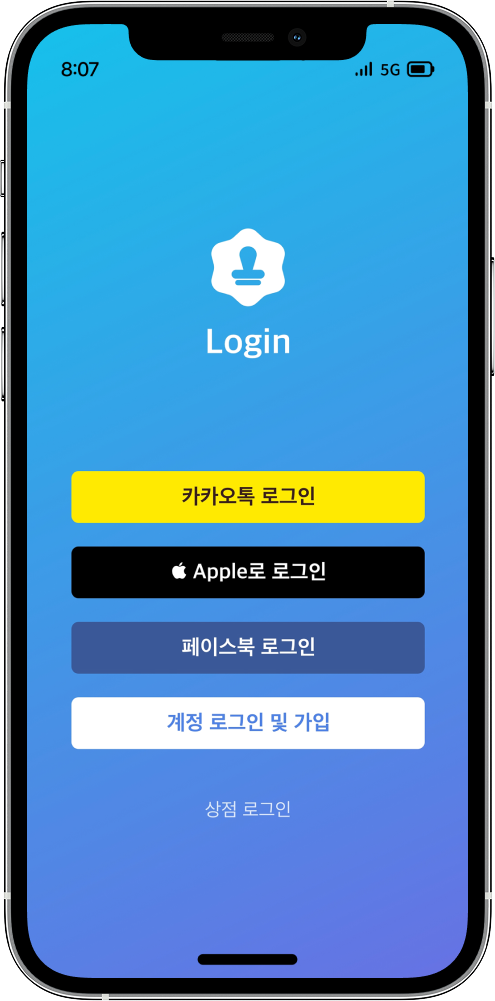 8:07
5G
Login
카카오톡 로그인
Apple로 로그인
페이스북 로그인
계정 로그인 및 가입
상점 로그인